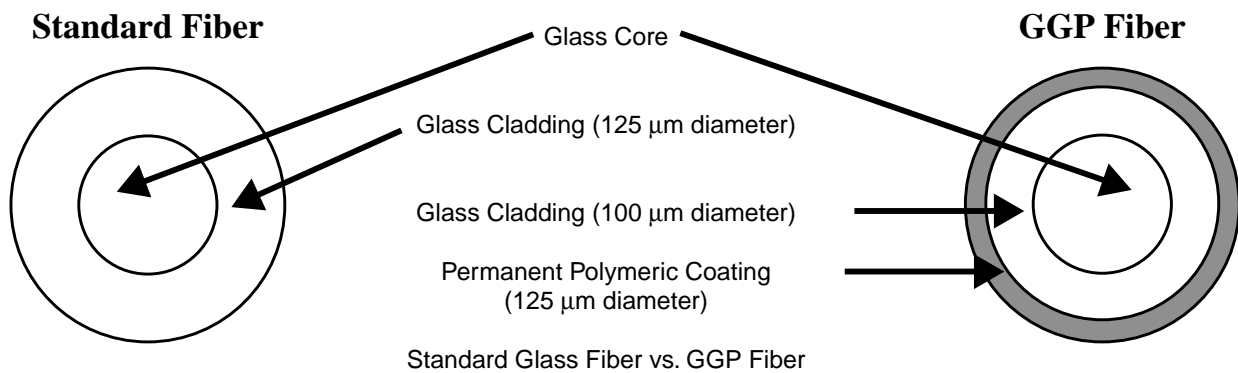 Standard Fiber
GGP Fiber
Glass Core
Glass Cladding (125 μm diameter)
Glass Cladding (100 μm diameter)
Permanent Polymeric Coating
(125 μm diameter)
Standard Glass Fiber vs. GGP Fiber